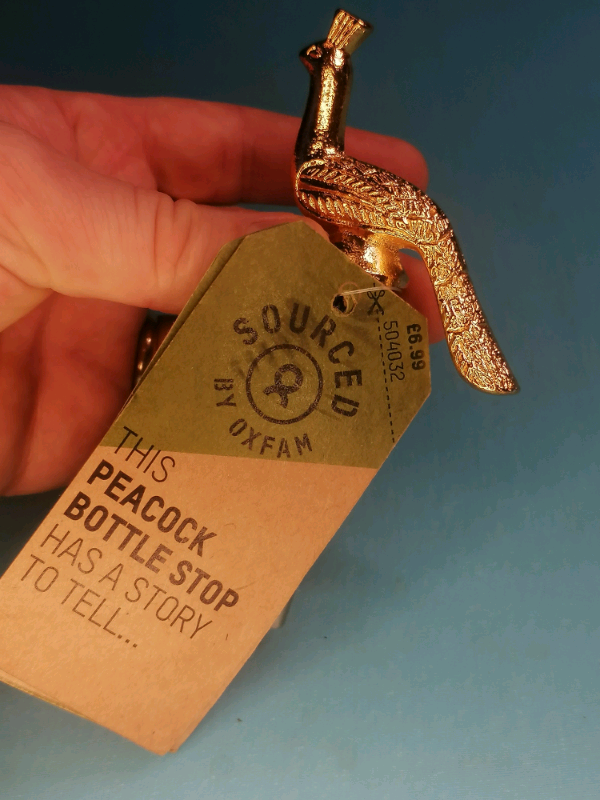 SOURCED
BY OXFAM
£6.99
504032
THIS
PEACOCK
BOTTLE STOP
HAS A STORY
TO TELL...